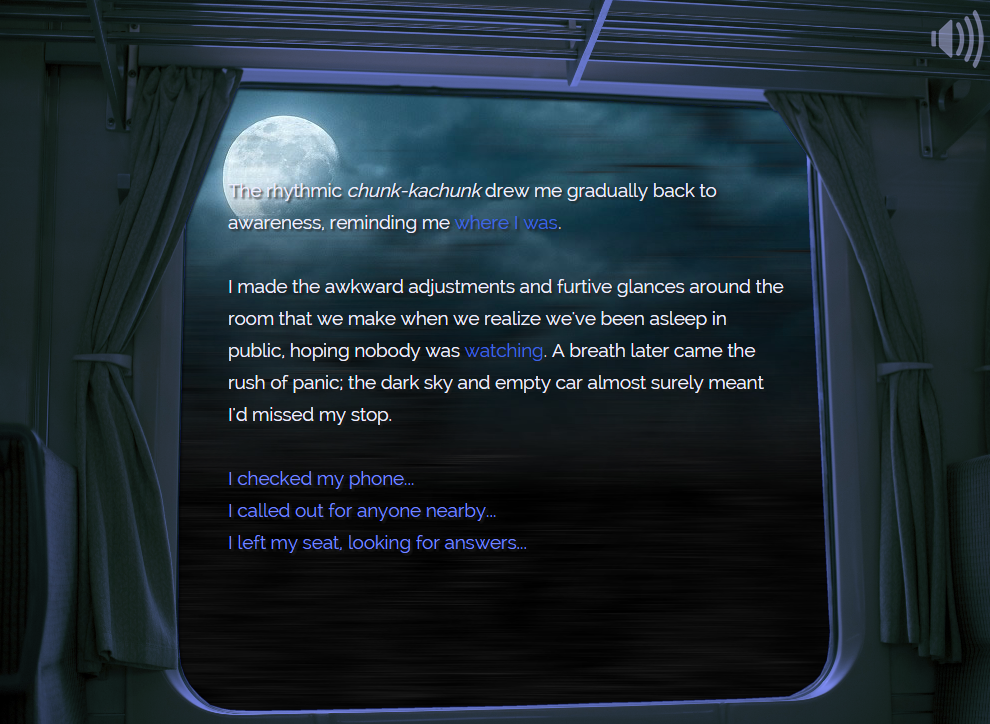 The rhythmic chunk-kachunk drew me gradually back to
awareness, reminding me where I was.
I made the awkward adjustments and furtive glances around the
room that we make when we realize we've been asleep in
public, hoping nobody was watching. A breath later came the
rush of panic; the dark sky and empty car almost surely meant
I'd missed my stop.
I checked my phone...
I called out for anyone nearby...
I left my seat, looking for answers...